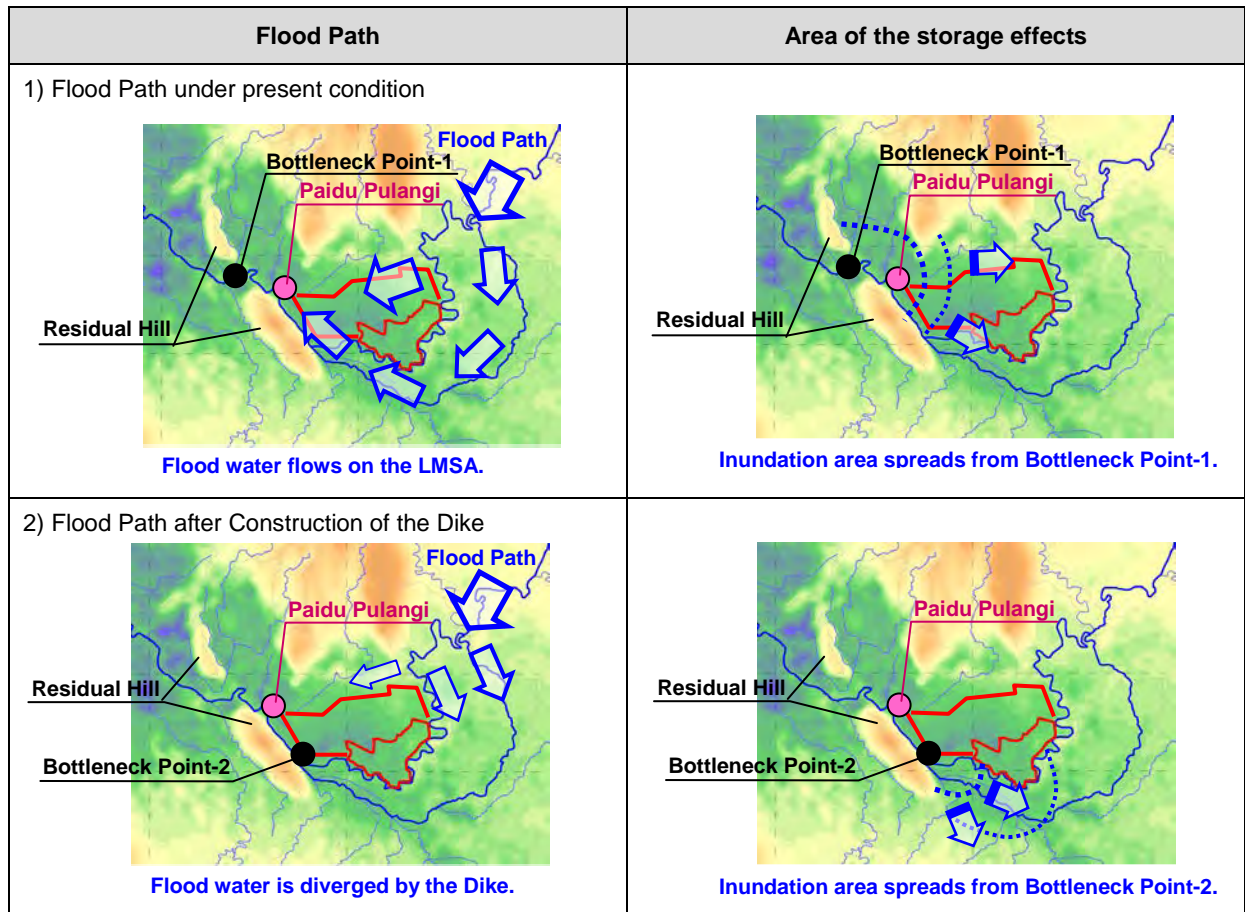 Flood Path
Area of the storage effects
1) Flood Path under present condition
Flood Path
Bottleneck Point-1
Paidu Pulangi
Residual Hill
Flood water flows on the LMSA.
Bottleneck Point-1
Paidu Pulangi
Residual Hill
Inundation area spreads from Bottleneck Point-1.
2) Flood Path after Construction of the Dike
Flood Path
Paidu Pulangi
Residual Hill
Bottleneck Point-2
Flood water is diverged by the Dike.
Paidu Pulangi
Residual Hill
Bottleneck Point-2
Inundation area spreads from Bottleneck Point-2.